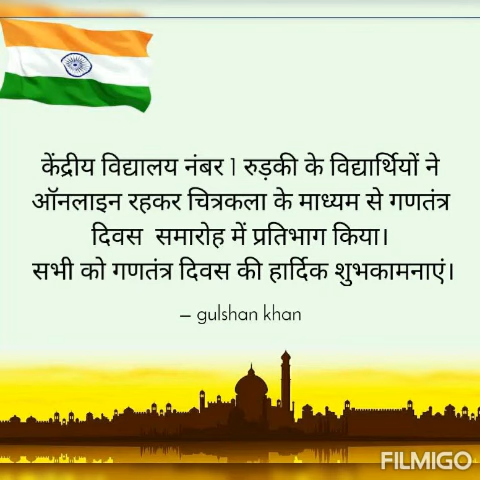 केंद्रीय विद्यालय नंबर 1 रुड़की के विद्यार्थियों ने
ऑनलाइन रहकर चित्रकला के माध्यम से गणतंत्र
दिवस समारोह में प्रतिभाग किया।
सभी को गणतंत्र दिवस की हार्दिक शुभकामनाएं।
– gulshan khan
FILMIGO